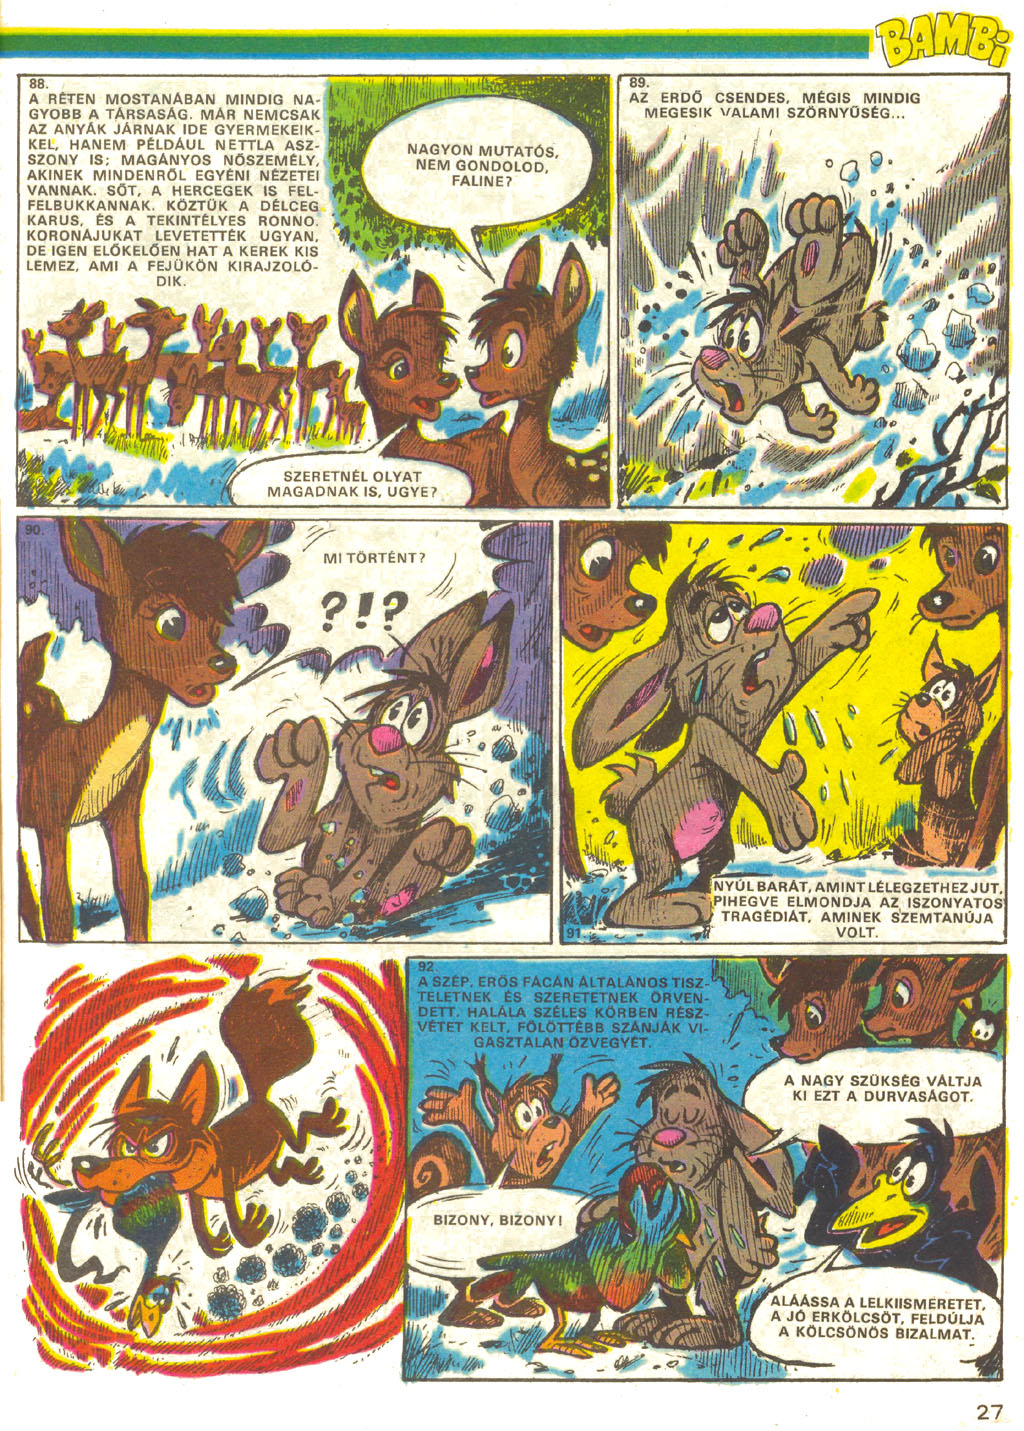 BAMBi
88.
A RÉTEN MOSTANÁBAN MINDIG NA-
GYOBB A TÁRSASÁG. MÁR NEMCSAK
AZ ANYÁK JÁRNAK IDE GYERMEKEIK-
KEL, HANEM PÉLDÁUL NETTLA ASZ-
SZONY IS; MAGÁNYOS NŐSZEMÉLY,
AKINEK MINDENRŐL EGYÉNI NÉZETEI
VANNAK. SŐT, A HERCEGEK IS FEL-
FELBUKKANNAK. KÖZTÜK A DÉLCEG
KARUS, ÉS A TEKINTÉLYES RONNO.
KORONÁJUKAT LEVETETTÉK UGYAN,
DE IGEN ELŐKELŐEN HAT A KEREK KIS
LEMEZ, AMI A FEJÜKÖN KIRAJZOLÓ-
DIK.
NAGYON MUTATÓS,
NEM GONDOLOD,
FALINE?
SZERETNÉL OLYAT
MAGADNAK IS, UGYE?
89.
AZ ERDŐ CSENDES, MÉGIS MINDIG
MEGESIK VALAMI SZÖRNYŰSÉG...
90.
MI TÖRTÉNT?
?!?
NYÚL BARÁT, AMINT LÉLEGZETHEZ JUT,
PIHEGVE ELMONDJA AZ ISZONYATOS
TRAGÉDIÁT, AMINEK SZEMTANÚJA
VOLT.
91.
92.
A SZÉP, ERŐS FÁCÁN ÁLTALÁNOS TISZ-
TELETNEK ÉS SZERETETNEK ÖRVEN-
DETT. HALÁLA SZÉLES KÖRBEN RÉSZ-
VÉTET KELT. FÖLÖTTÉBB SZÁNJÁK VI-
GASZTALAN ÖZVEGYÉT.
A NAGY SZÜKSÉG VÁLTJA
KI EZT A DURVASÁGOT.
BIZONY, BIZONY!
ALÁÁSSA A LELKIISMERETET,
A JÓ ERKÖLCSÖT, FELDÚLJA
A KÖLCSÖNÖS BIZALMAT.
27